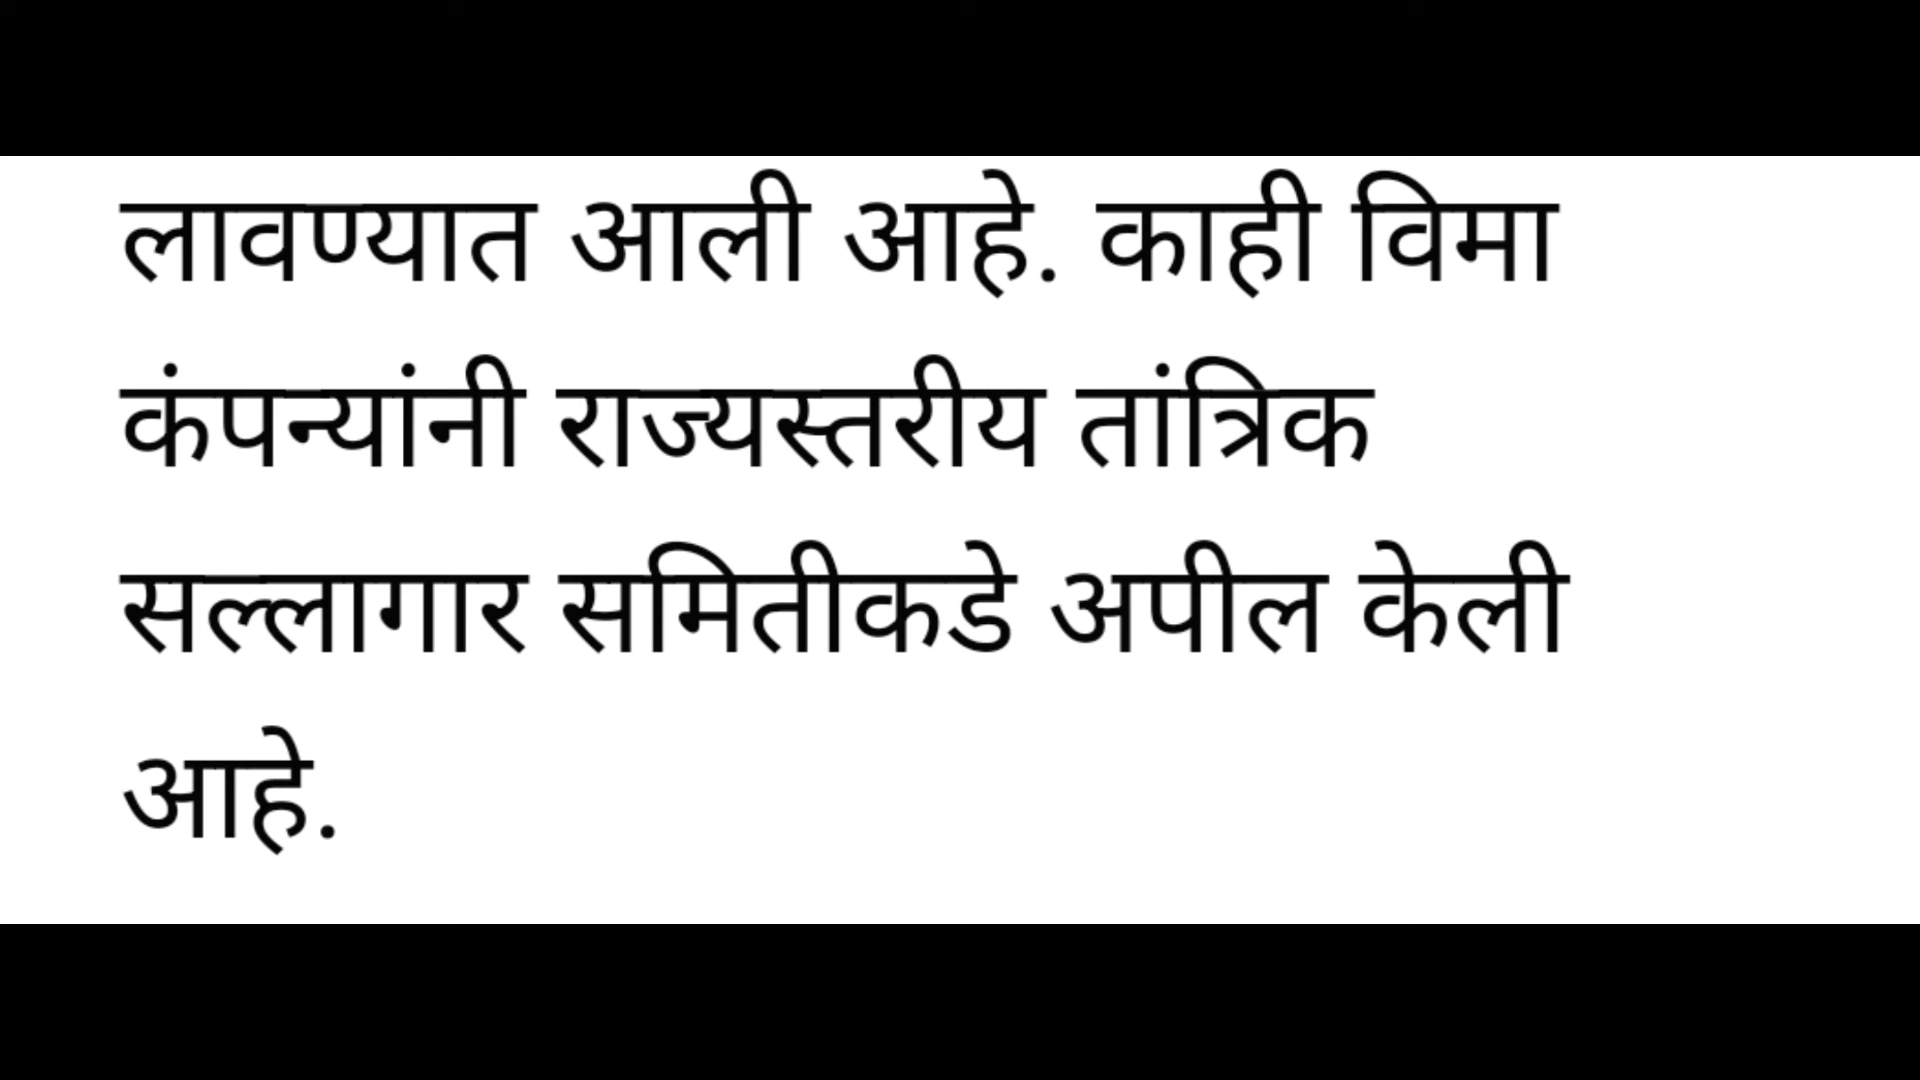 लावण्यात आली आहे. काही विमा
कंपन्यांनी राज्यस्तरीय तांत्रिक
सल्लागार समितीकडे अपील केली
आहे.